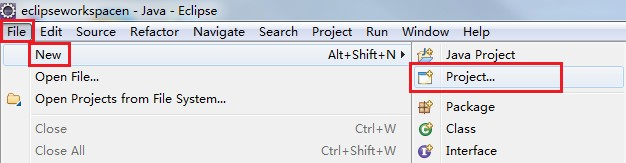 eclipseworkspacen - Java - Eclipse
File Edit Source Refactor Navigate Search Project Run Window Help
New Alt+Shift+N
Java Project
Open File...
Project...
Open Projects from File System...
Package
Close Ctrl+W
Class
Close All Ctrl+Shift+W
Interface